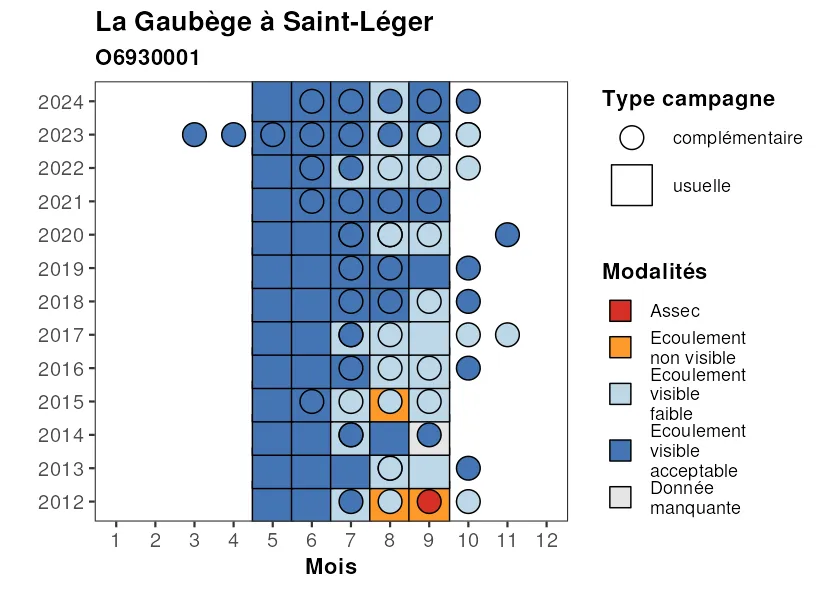 La Gaubège à Saint-Léger
O6930001
2024
2023
2022
2021
2020
2019
2018
2017
2016
2015
2014
2013
2012
1 2 3 4 5 6 7 8 9 10 11 12
Mois
Type campagne
complémentaire
usuelle
Modalités
Assec
Ecoulement
non visible
Ecoulement
visible
faible
Ecoulement
visible
acceptable
Donnée
manquante